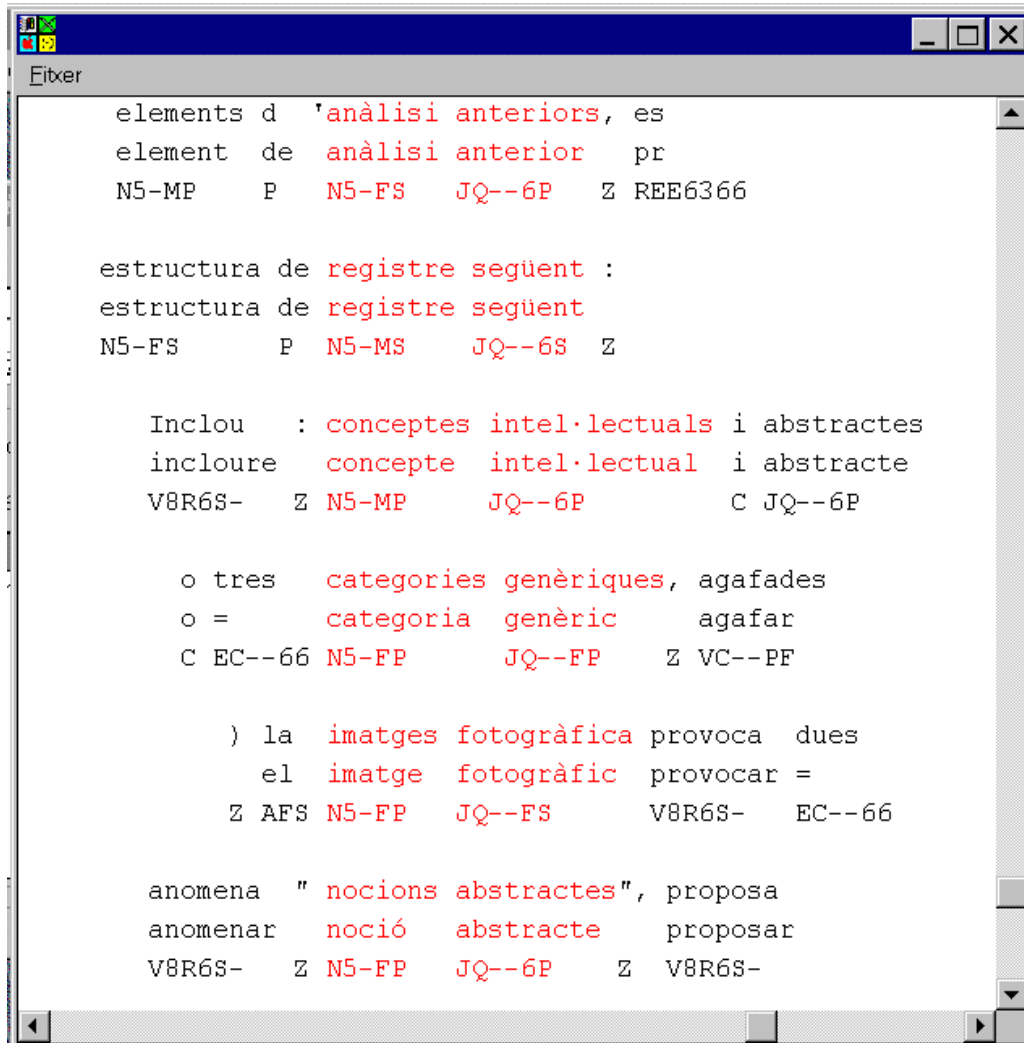 Eitxer
elements d 'anàlisi anteriors, es
element de anàlisi anterior pr
N5-MP P N5-FS JQ--6P Z REE6366
estructura de registre següent :
estructura de registre següent
N5-FS P N5-MS JQ--6S Z
Inclou : conceptes intel·lectuals i abstractes
incloure concepte intel·lectual i abstracte
V8R6S- Z N5-MP JQ--6P C JQ--6P
o tres categories genèriques, agafades
o = categoria genèric agafar
C EC--66 N5-FP JQ--FP Z VC--PF
) la imatges fotogràfica provoca dues
el imatge fotogràfic provocar =
Z AFS N5-FP JQ--FS V8R6S- EC--66
anomena " nocions abstractes", proposa
anomenar noció abstracte proposar
V8R6S- Z N5-FP JQ--6P Z V8R6S-